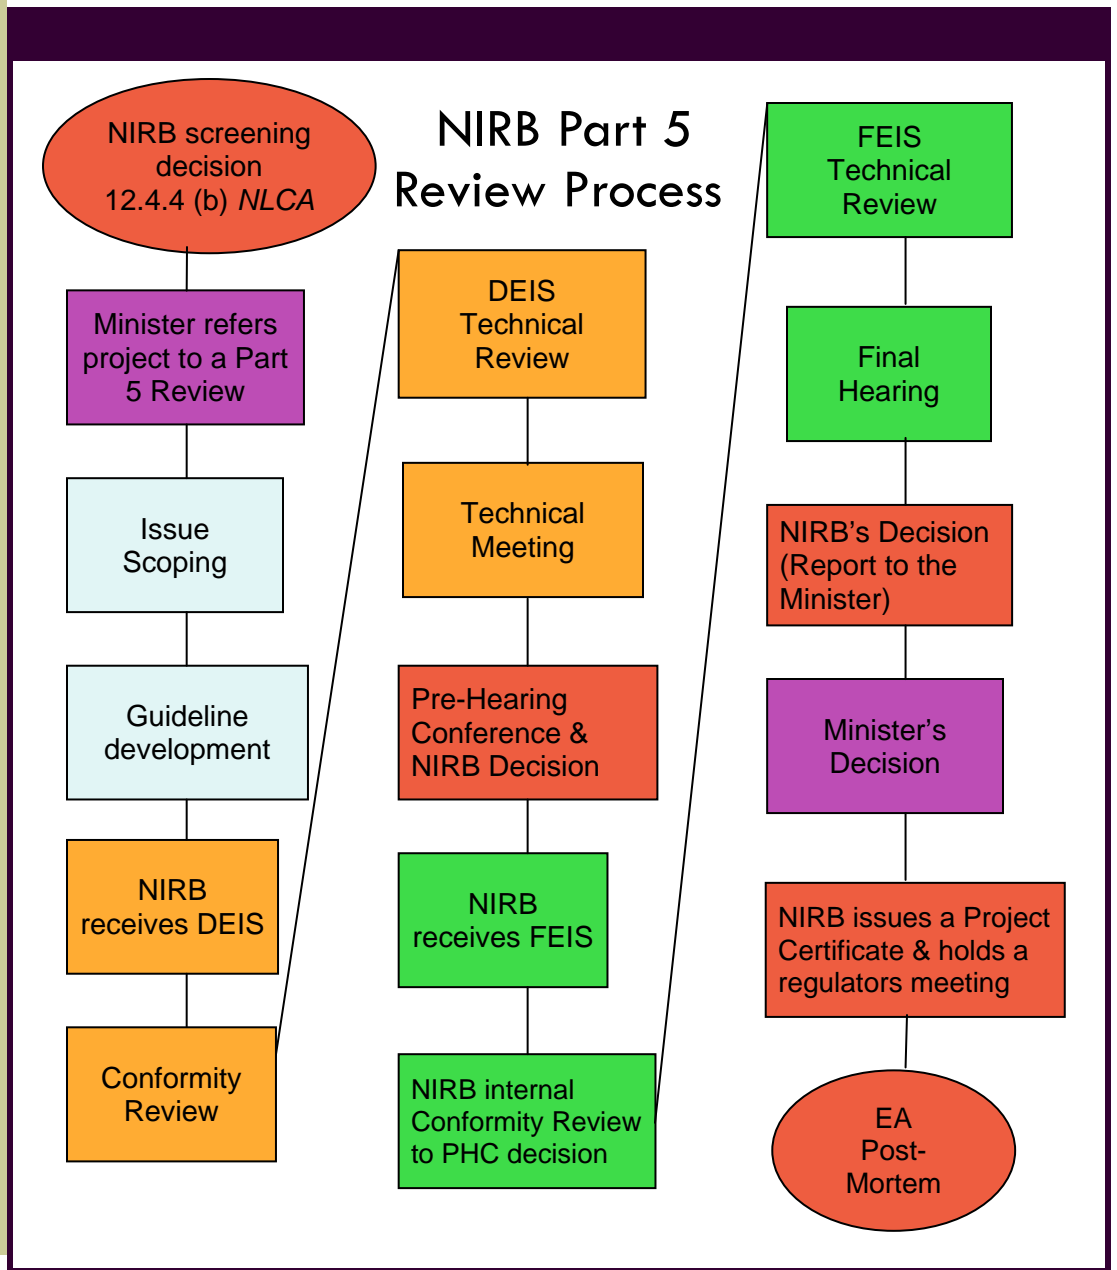 NIRB Part 5
Review Process
NIRB screening
decision
12.4.4 (b) NLCA
Minister refers
project to a Part
5 Review
Issue
Scoping
Guideline
development
NIRB
receives DEIS
Conformity
Review
DEIS
Technical
Review
Technical
Meeting
Pre-Hearing
Conference &
NIRB Decision
NIRB
receives FEIS
NIRB internal
Conformity Review
to PHC decision
FEIS
Technical
Review
Final
Hearing
NIRB’s Decision
(Report to the
Minister)
Minister’s
Decision
NIRB issues a Project
Certificate & holds a
regulators meeting
EA
Post-
Mortem